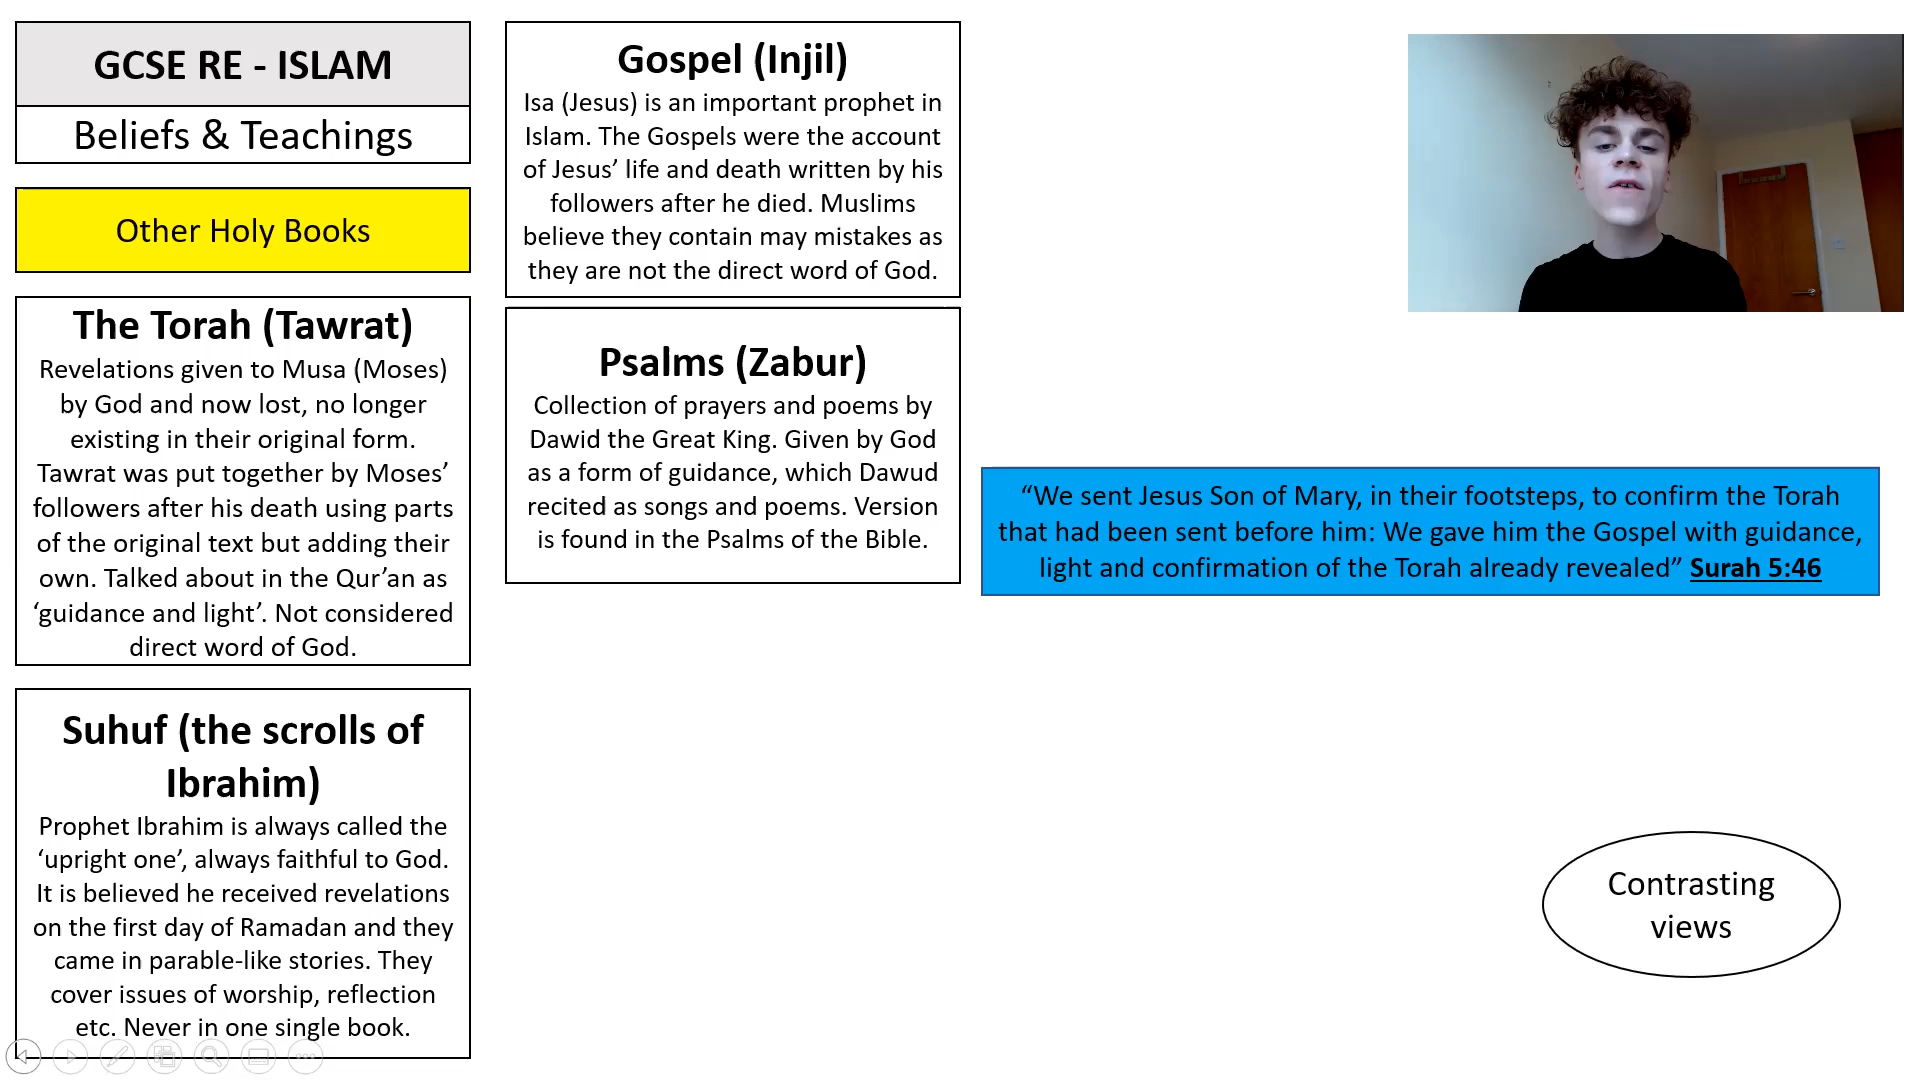 GCSE RE - ISLAM
Beliefs & Teachings
Other Holy Books
The Torah (Tawrat)
Revelations given to Musa (Moses)
by God and now lost, no longer
existing in their original form.
Tawrat was put together by Moses’
followers after his death using parts
of the original text but adding their
own. Talked about in the Qur’an as
‘guidance and light’. Not considered
direct word of God.
Suhuf (the scrolls of
Ibrahim)
Prophet Ibrahim is always called the
‘upright one’, always faithful to God.
It is believed he received revelations
on the first day of Ramadan and they
came in parable-like stories. They
cover issues of worship, reflection
etc. Never in one single book.
Gospel (Injil)
Isa (Jesus) is an important prophet in
Islam. The Gospels were the account
of Jesus’ life and death written by his
followers after he died. Muslims
believe they contain may mistakes as
they are not the direct word of God.
Psalms (Zabur)
Collection of prayers and poems by
Dawid the Great King. Given by God
as a form of guidance, which Dawud
recited as songs and poems. Version
is found in the Psalms of the Bible.
“We sent Jesus Son of Mary, in their footsteps, to confirm the Torah
that had been sent before him: We gave him the Gospel with guidance,
light and confirmation of the Torah already revealed” Surah 5:46
Contrasting
views